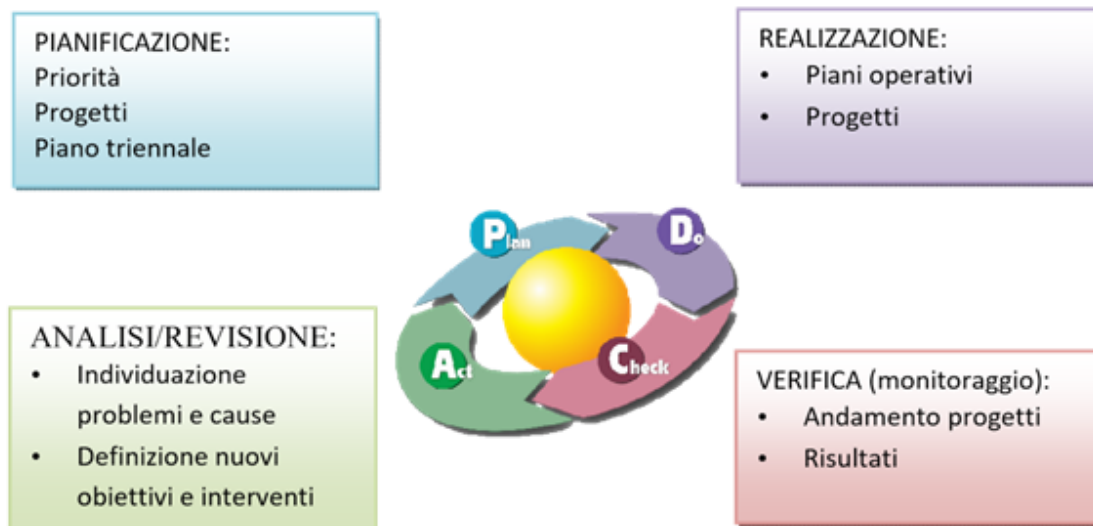 PIANIFICAZIONE:
Priorità
Progetti
Piano triennale
REALIZZAZIONE:
• Piani operativi
• Progetti
Plan
Do
Act
Check
ANALISI/REVISIONE:
• Individuazione
problemi e cause
• Definizione nuovi
obiettivi e interventi
VERIFICA (monitoraggio):
• Andamento progetti
• Risultati